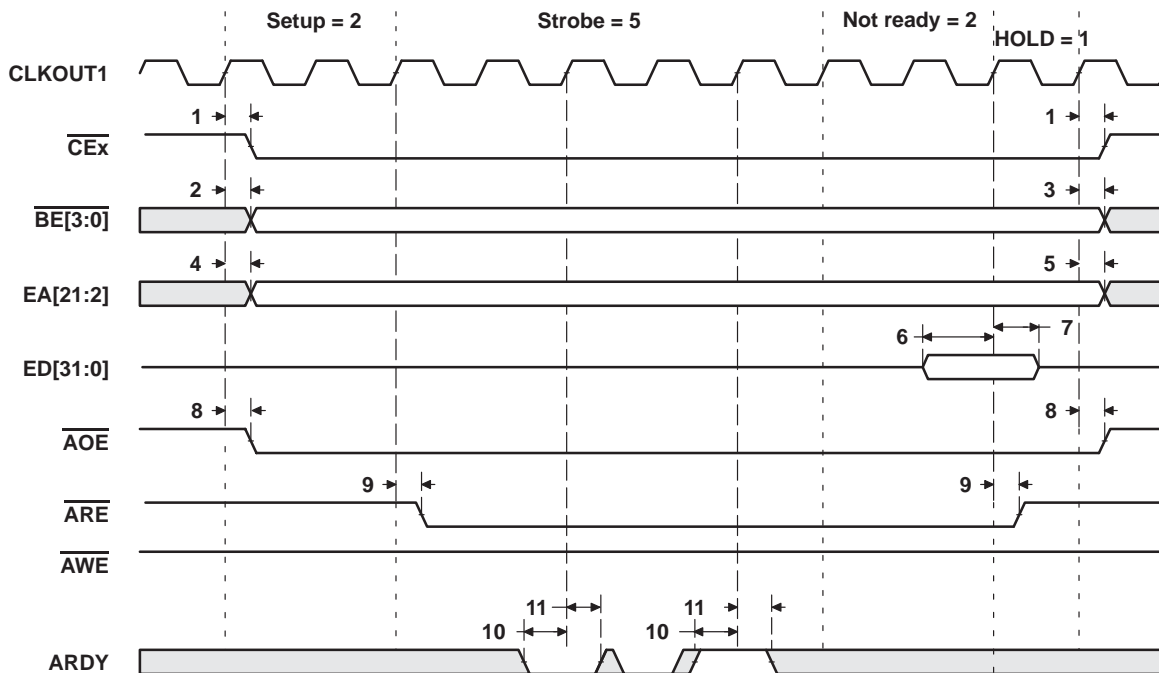 Setup = 2
Strobe = 5
Not ready = 2
HOLD = 1
CLKOUT1
1
1
CEx
2
3
BE[3:0]
4
5
EA[21:2]
6
7
ED[31:0]
8
8
AOE
9
9
ARE
AWE
11
11
10
10
ARDY